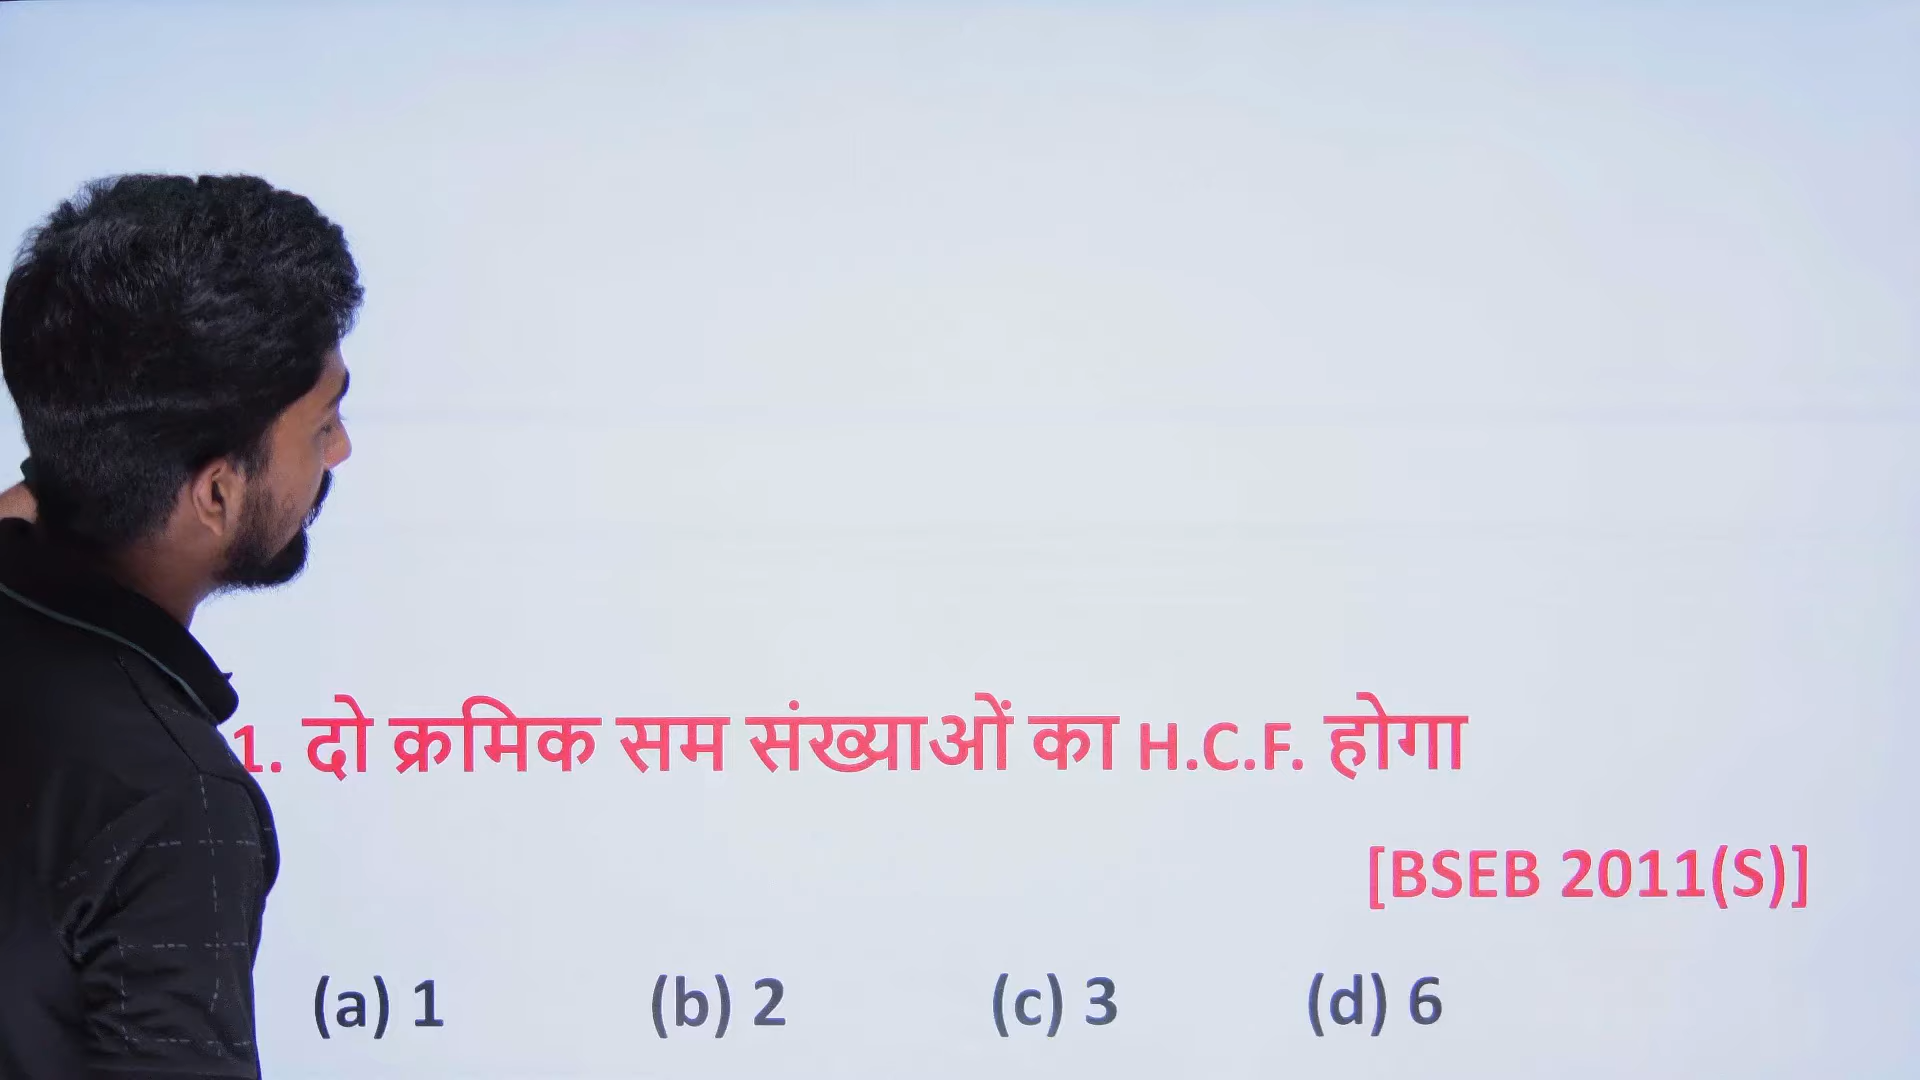 1. दो क्रमिक सम संख्याओं का H.C.F. होगा
[BSEB 2011(S)]
(a) 1 (b) 2 (c) 3 (d) 6